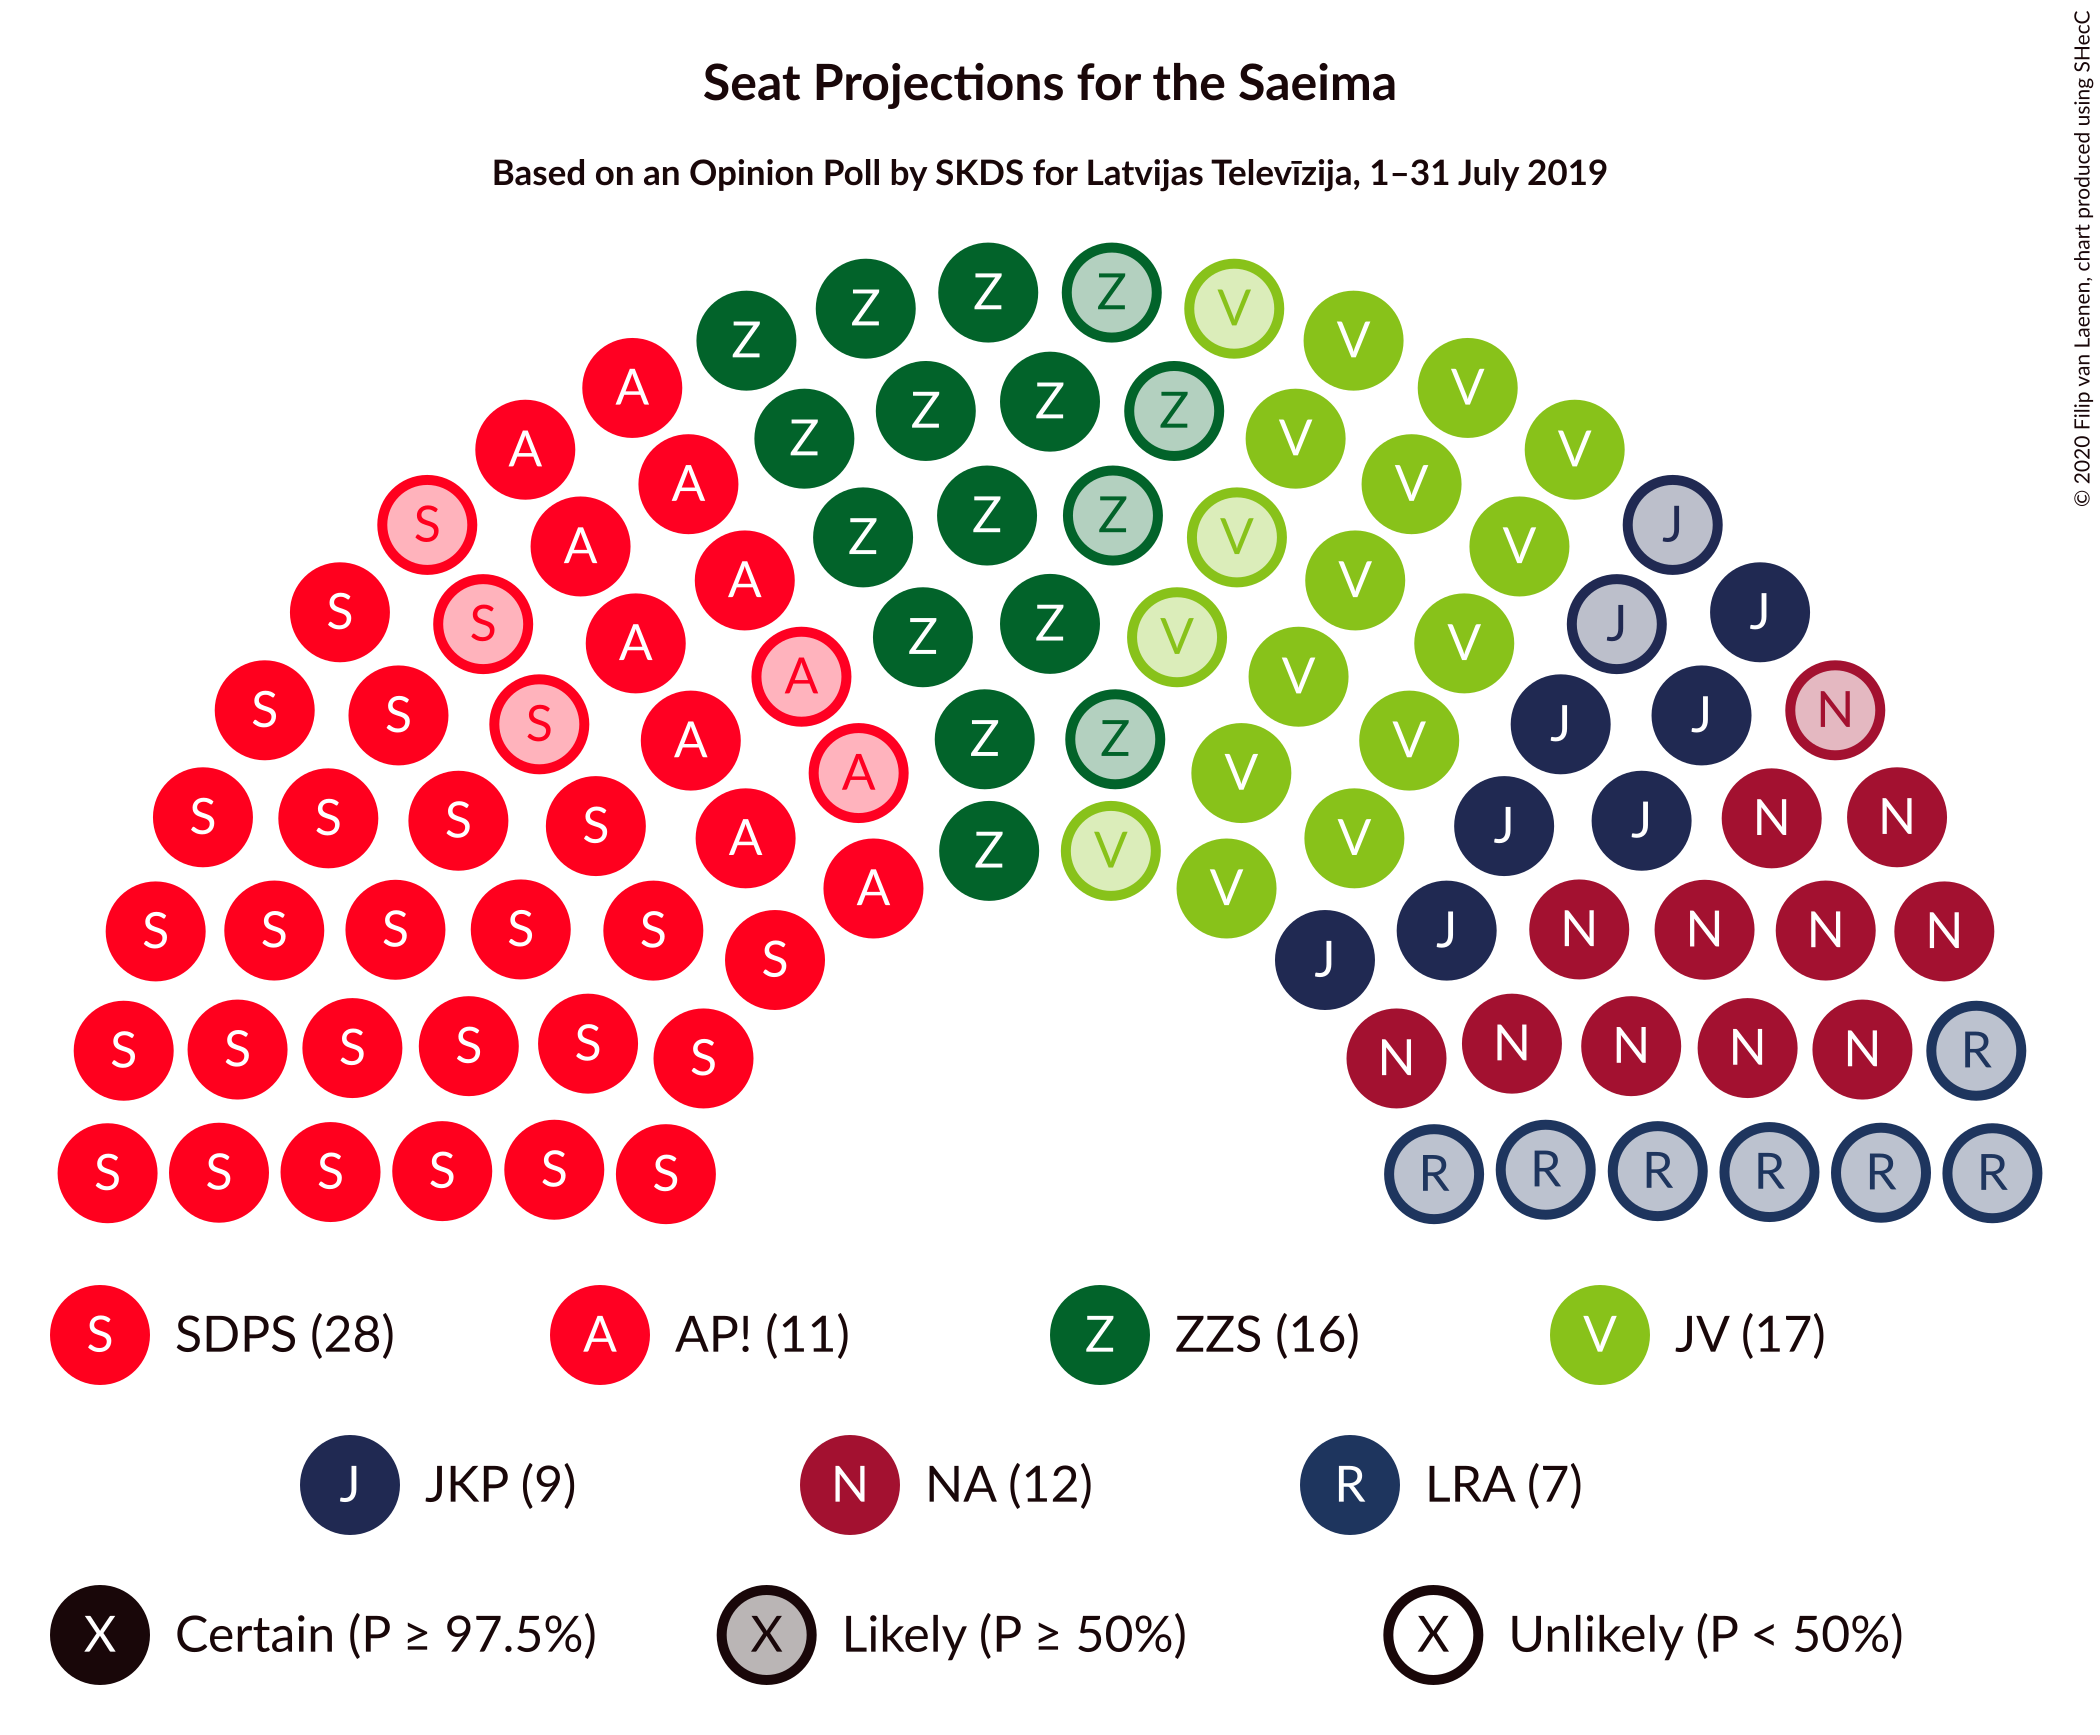 Seat Projections for the Saeima
Based on an Opinion Poll by SKDS for Latvijas Televīzija, 1–31 July 2019
© 2020 Filip van Laenen, chart produced using SHecC
Z Z Z Z V V
A Z Z V V
A Z Z Z V V
A A V V
S A Z Z Z V V J
S A A Z V V V J
S S A Z Z V V J J
S S S A A Z Z V V V J J N
S S S S A A Z V V V J J N N
S S S S S S A V J J N N N N
S S S S S S N N N N N R
S S S S S S R R R R R R
S SDPS (28) A AP! (11) Z ZZS (16) V JV (17)
J JKP (9) N NA (12) R LRA (7)
X Certain (P ≥ 97.5%) X Likely (P ≥ 50%) X Unlikely (P < 50%)